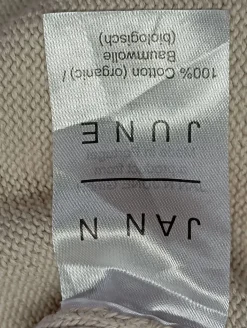 JAN N
JUNE
100% Cotton (organic) /
Baumwolle
(biologisch)